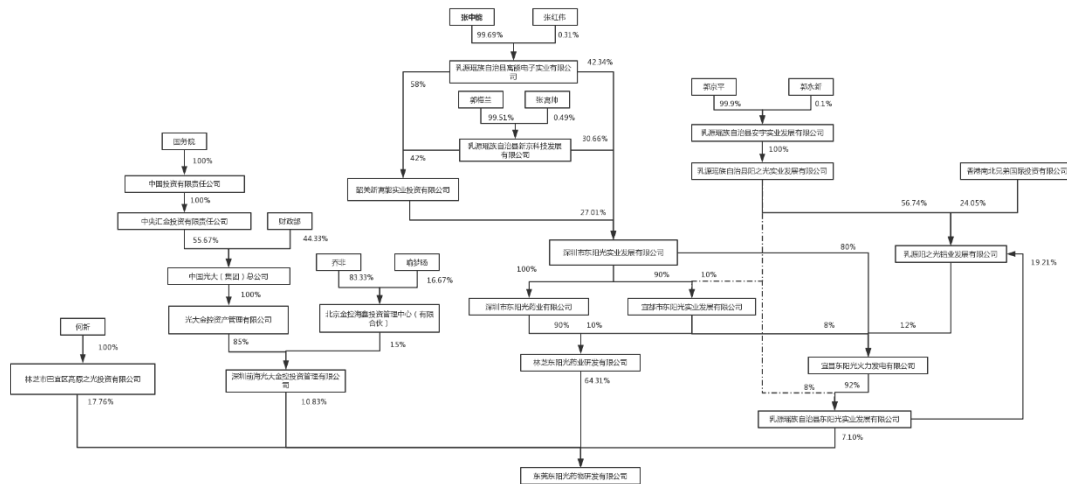 张中能
张红伟
99.69%
0.31%
乳源瑶族自治县寓能电子实业有限公
司
42.34%
58%
郭梅兰
张寓帅
99.51%
0.49%
乳源瑶族自治县新京科技发展
有限公司
30.66%
42%
韶关新寓能实业投资有限公司
27.01%
郭京平
郭永新
99.9%
0.1%
乳源瑶族自治县安宇实业发展有限公司
100%
乳源瑶族自治县阳之光实业发展有限公司
香港南北兄弟国际投资有限公司
56.74%
24.05%
国务院
100%
中国投资有限责任公司
100%
中央汇金投资有限责任公司
财政部
55.67%
44.33%
中国光大（集团）总公司
100%
光大金控资产管理有限公司
85%
乔非
83.33%
16.67%
北京金控海鑫投资管理中心（有限
合伙）
15%
深圳市东阳光实业发展有限公司
80%
乳源阳之光铝业发展有限公司
19.21%
100%
90%
10%
深圳市东阳光药业有限公司
宜都市东阳光实业发展有限公司
90%
10%
8%
12%
何新
100%
林芝市巴宜区高原之光投资有限公司
17.76%
深圳前海光大金控投资管理有限公
司
10.83%
林芝东阳光药业研发有限公司
64.31%
宜昌东阳光火力发电有限公司
8%
92%
乳源瑶族自治县东阳光实业发展有限公司
7.10%
东莞东阳光药物研发有限公司